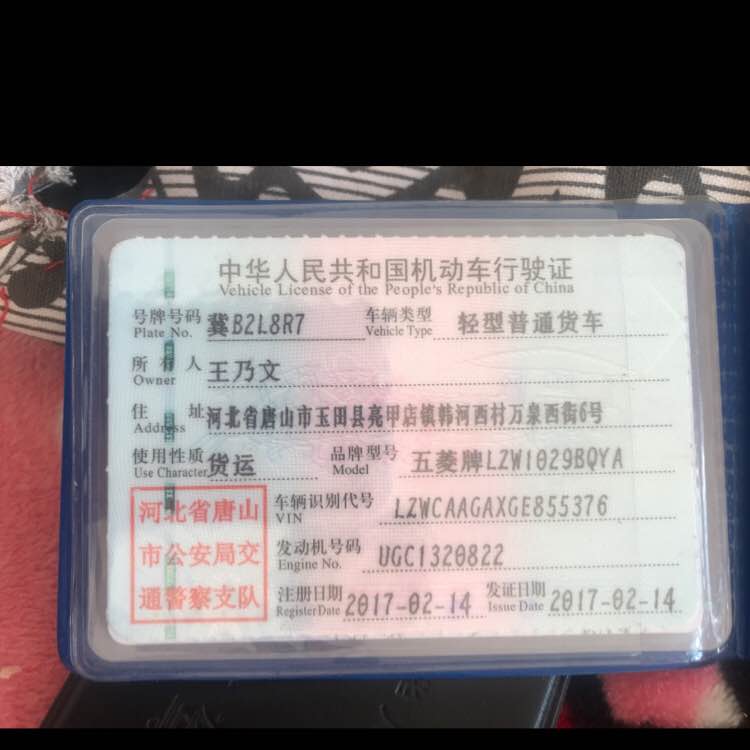 中华人民共和国机动车行驶证
Vehicle License of the People's Republic of China
号牌号码 冀B2L8R7 车辆类型 轻型普通货车
Plate No. Vehicle Type
所有人 王乃文
Owner
住址 河北省唐山市玉田县亮甲店镇韩河西村万泉西街6号
Address
使用性质 货运 品牌型号 五菱牌LZW1029BQYA
Use Character Model
河北省唐山
市公安局交
通警察支队
车辆识别代号 LZWCAAGAXGE855376
VIN
发动机号码 UGC1320822
Engine No.
注册日期 2017-02-14 发证日期 2017-02-14
Register Date Issue Date